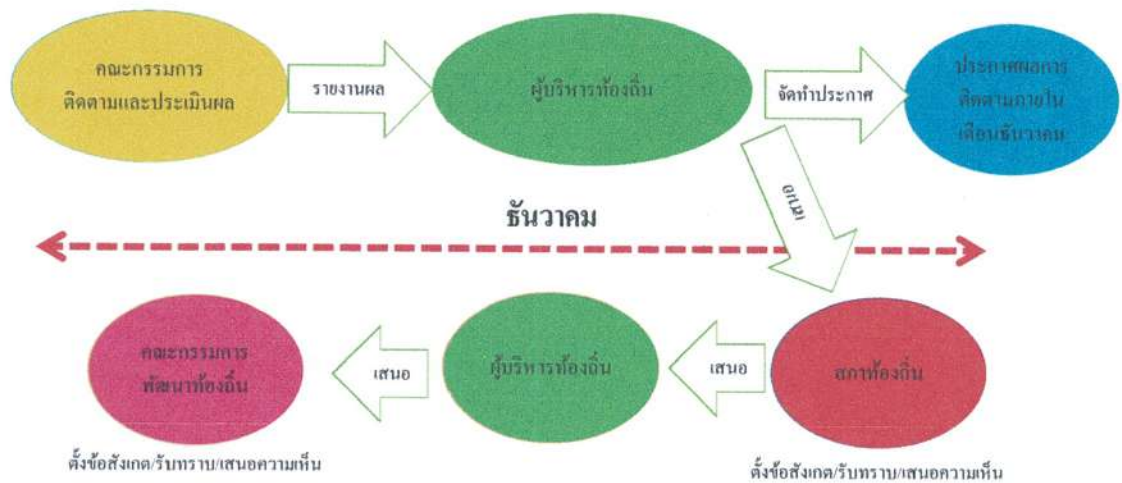 คณะกรรมการ
ติดตามและประเมินผล
รายงานผล
ผู้บริหารท้องถิ่น
จัดทำประกาศ
ประกาศผลการ
ติดตามภายใน
เดือนธันวาคม
เสนอ
ธันวาคม
คณะกรรมการ
พัฒนาท้องถิ่น
เสนอ
ผู้บริหารท้องถิ่น
เสนอ
สภาท้องถิ่น
ตั้งข้อสังเกต/รับทราบ/เสนอความเห็น
ตั้งข้อสังเกต/รับทราบ/เสนอความเห็น